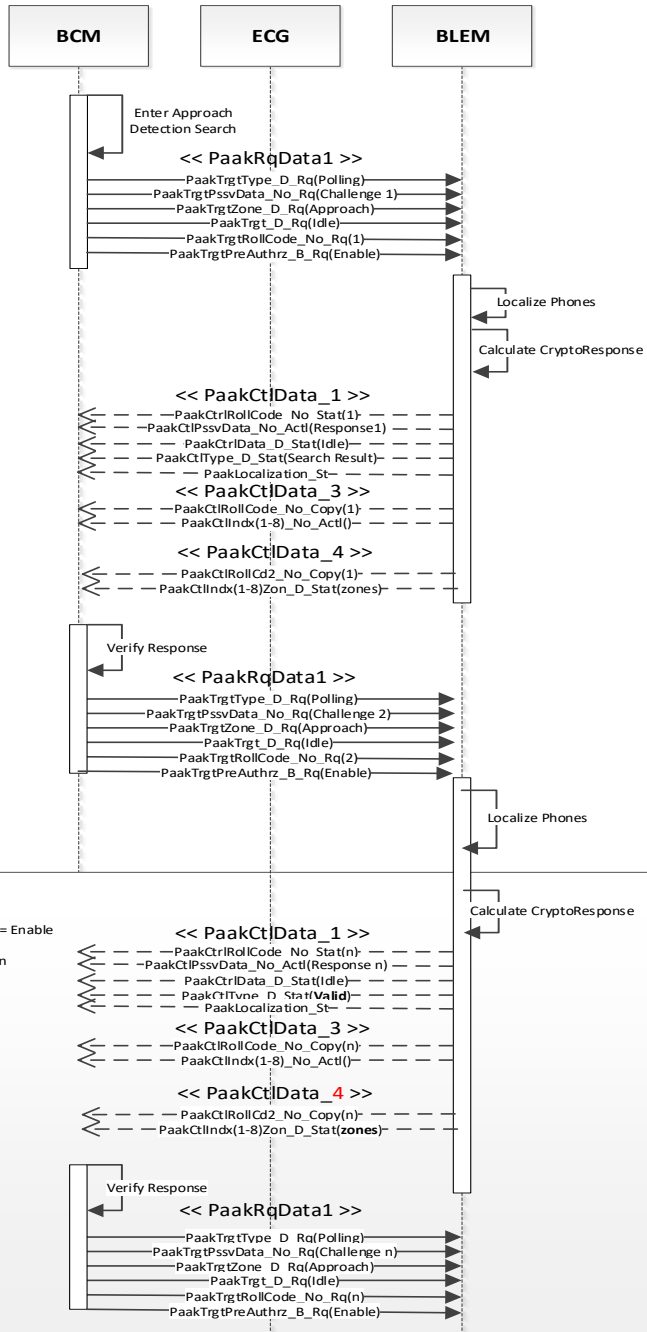 BCM
ECG
BLEM
Enter Approach
Detection Search
<< PaakRqData1 >>
PaakTrgtType_D_Rq(Polling)
PaakTrgtPssvData_No_Rq(Challenge 1)
PaakTrgtZone_D_Rq(Approach)
PaakTrgt_D_Rq(Idle)
PaakTrgtRollCode_No_Rq(1)
PaakTrgtPreAuthrz_B_Rq(Enable)
Localize Phones
Calculate CryptoResponse
<< PaakCtlData_1 >>
PaakCtrlRollCode_No_Stat(1)
PaakCtlPssvData_No_Actl(Response1)
PaakCtrlData_D_Stat(Idle)
PaakCtlType_D_Stat(Search Result)
PaakLocalization_St
<< PaakCtlData_3 >>
PaakCtlRollCode_No_Copy(1)
PaakCtlIndx(1-8)_No_Actl()
<< PaakCtlData_4 >>
PaakCtlRollCd2_No_Copy(1)
PaakCtlIndx(1-8)Zon_D_Stat(zones)
Verify Response
<< PaakRqData1 >>
PaakTrgtType_D_Rq(Polling)
PaakTrgtPssvData_No_Rq(Challenge 2)
PaakTrgtZone_D_Rq(Approach)
PaakTrgt_D_Rq(Idle)
PaakTrgtRollCode_No_Rq(2)
PaakTrgtPreAuthrz_B_Rq(Enable)
Localize Phones
Calculate CryptoResponse
= Enable
n
<< PaakCtlData_1 >>
PaakCtrlRollCode_No_Stat(n)
PaakCtlPssvData_No_Actl(Response n)
PaakCtrlData_D_Stat(Idle)
PaakCtlType_D_Stat(Valid)
PaakLocalization_St
<< PaakCtlData_3 >>
PaakCtlRollCode_No_Copy(n)
PaakCtlIndx(1-8)_No_Actl()
<< PaakCtlData_4 >>
PaakCtlRollCd2_No_Copy(n)
PaakCtlIndx(1-8)Zon_D_Stat(zones)
Verify Response
<< PaakRqData1 >>
PaakTrgtType_D_Rq(Polling)
PaakTrgtPssvData_No_Rq(Challenge n)
PaakTrgtZone_D_Rq(Approach)
PaakTrgt_D_Rq(Idle)
PaakTrgtRollCode_No_Rq(n)
PaakTrgtPreAuthrz_B_Rq(Enable)